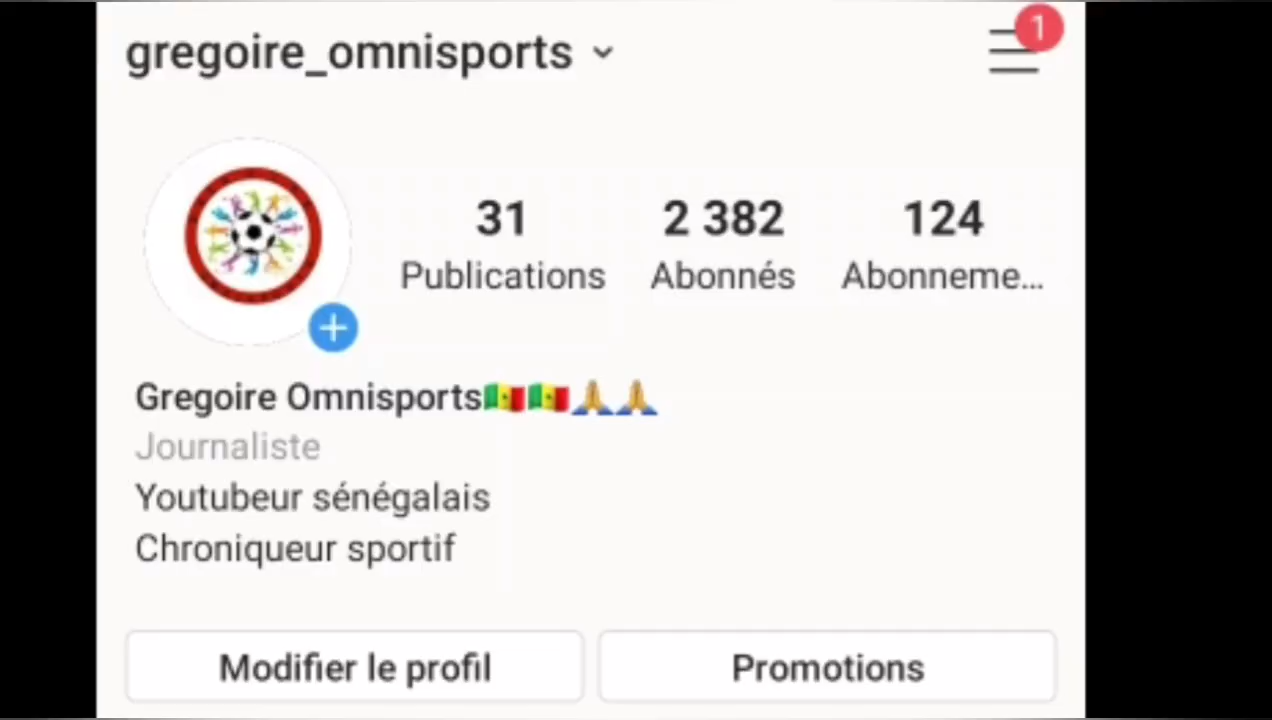 gregoire_omnisports
1
31 2 382 124
Publications Abonnés Abonneme...
Gregoire Omnisports🇸🇳🇸🇳🙏🙏
Journaliste
Youtubeur sénégalais
Chroniqueur sportif
Modifier le profil Promotions